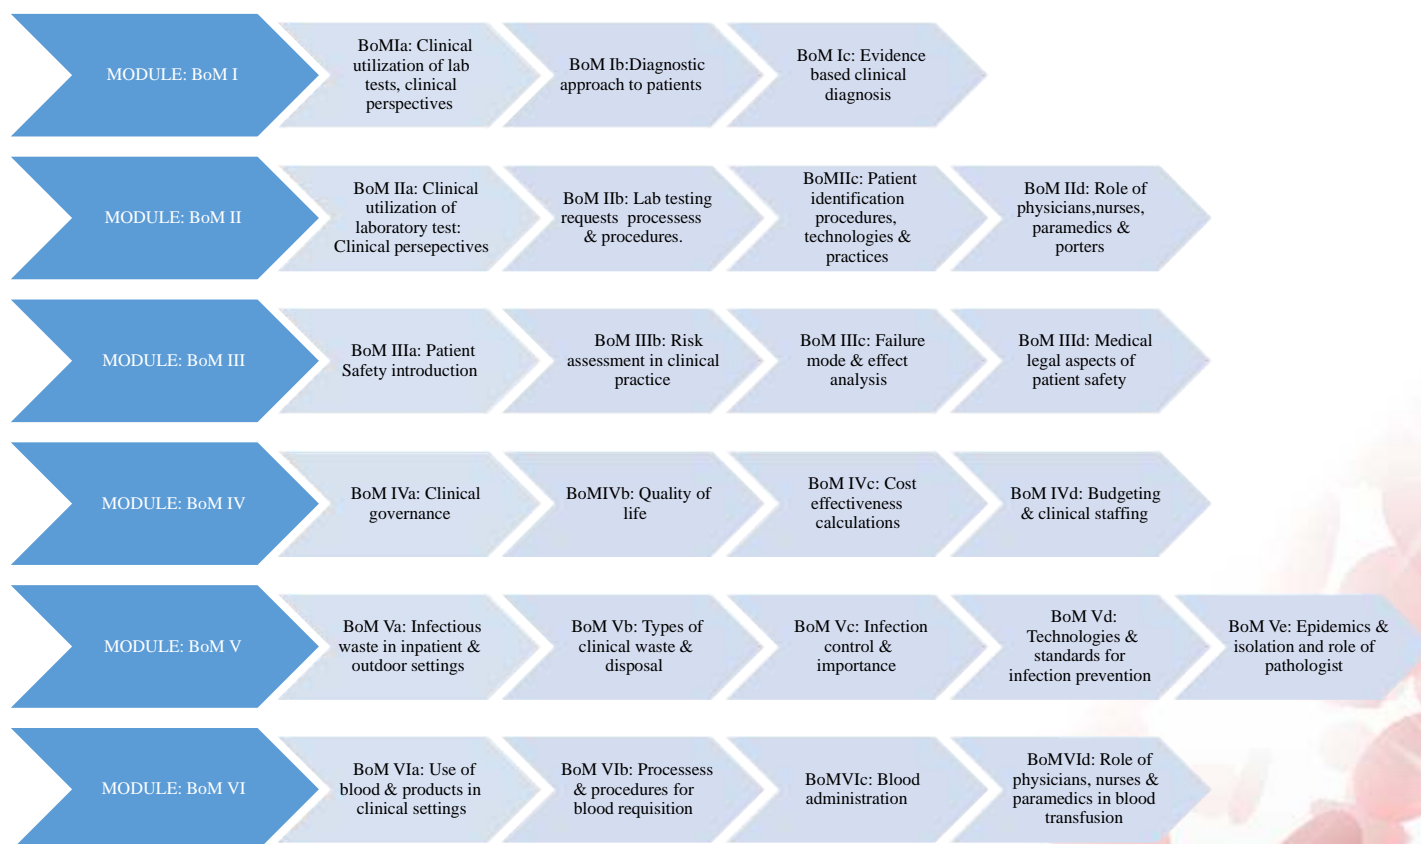 MODULE: BoM I
BoMIa: Clinical
utilization of lab
tests, clinical
perspectives
BoM Ib:Diagnostic
approach to patients
BoM Ic: Evidence
based clinical
diagnosis
MODULE: BoM II
BoM IIa: Clinical
utilization of
laboratory test:
Clinical persepectives
BoM IIb: Lab testing
requests processess
& procedures.
BoMIIc: Patient
identification
procedures,
technologies &
practices
BoM IId: Role of
physicians,nurses,
paramedics &
porters
MODULE: BoM III
BoM IIIa: Patient
Safety introduction
BoM IIIb: Risk
assessment in clinical
practice
BoM IIIc: Failure
mode & effect
analysis
BoM IIId: Medical
legal aspects of
patient safety
MODULE: BoM IV
BoM IVa: Clinical
governance
BoMIVb: Quality of
life
BoM IVc: Cost
effectiveness
calculations
BoM IVd: Budgeting
& clinical staffing
MODULE: BoM V
BoM Va: Infectious
waste in inpatient &
outdoor settings
BoM Vb: Types of
clinical waste &
disposal
BoM Vc: Infection
control &
importance
BoM Vd:
Technologies &
standards for
infection prevention
BoM Ve: Epidemics &
isolation and role of
pathologist
MODULE: BoM VI
BoM VIa: Use of
blood & products in
clinical settings
BoM VIb: Processess
& procedures for
blood requisition
BoMVIc: Blood
administration
BoMVId: Role of
physicians, nurses &
paramedics in blood
transfusion